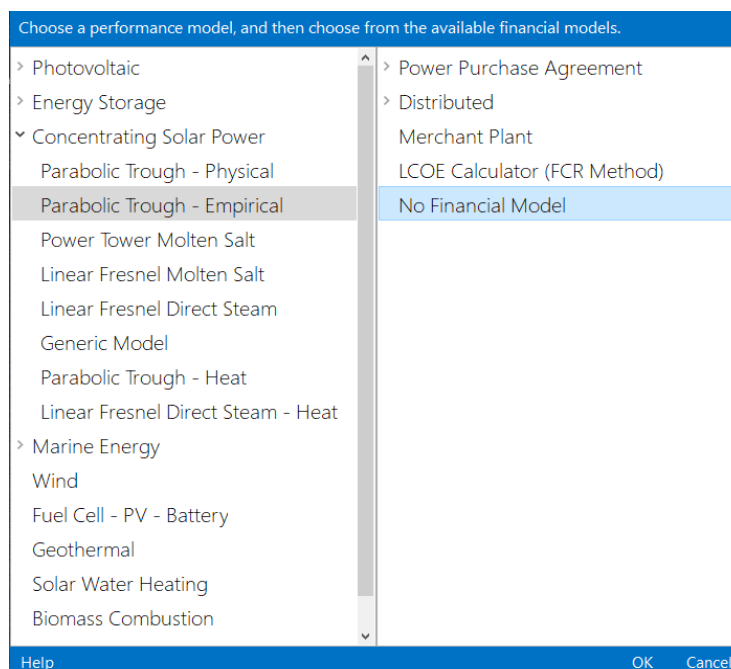 Choose a performance model, and then choose from the available financial models.
Photovoltaic
Energy Storage
Concentrating Solar Power
Parabolic Trough - Physical
Parabolic Trough - Empirical
Power Tower Molten Salt
Linear Fresnel Molten Salt
Linear Fresnel Direct Steam
Generic Model
Parabolic Trough - Heat
Linear Fresnel Direct Steam - Heat
Marine Energy
Wind
Fuel Cell - PV - Battery
Geothermal
Solar Water Heating
Biomass Combustion
Power Purchase Agreement
Distributed
Merchant Plant
LCOE Calculator (FCR Method)
No Financial Model
Help
OK
Cancel